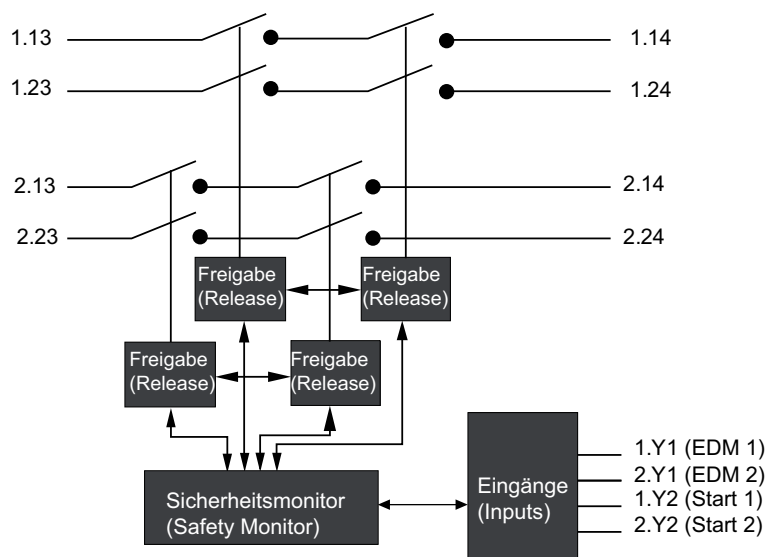 1.13 1.14
1.23 1.24
2.13 2.14
2.23 2.24
Freigabe
(Release)
Freigabe
(Release)
Freigabe
(Release)
Freigabe
(Release)
Sicherheitsmonitor
(Safety Monitor)
Eingänge
(Inputs)
1.Y1 (EDM 1)
2.Y1 (EDM 2)
1.Y2 (Start 1)
2.Y2 (Start 2)